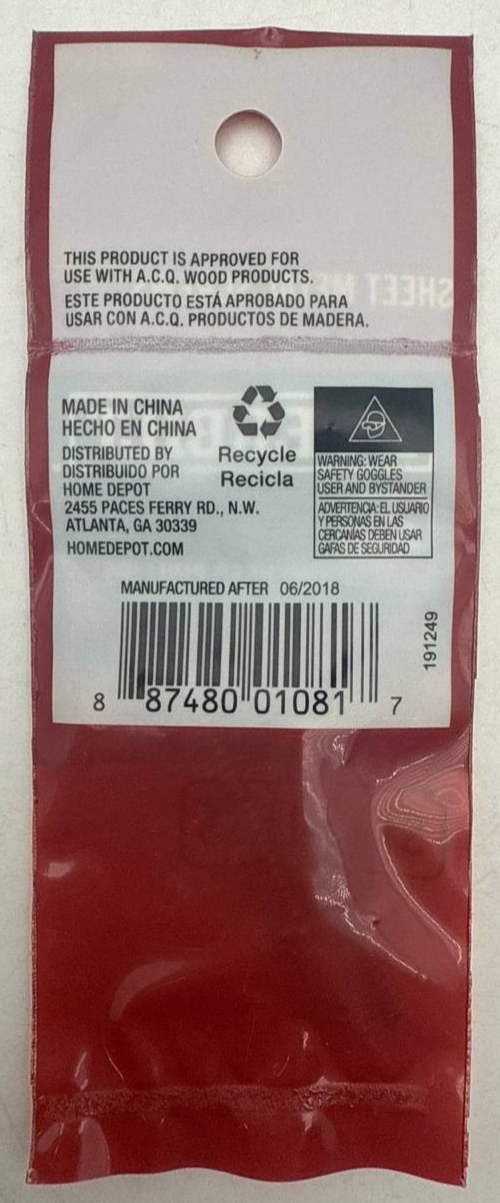 THIS PRODUCT IS APPROVED FOR
USE WITH A.C.Q. WOOD PRODUCTS.
ESTE PRODUCTO ESTÁ APROBADO PARA
USAR CON A.C.Q. PRODUCTOS DE MADERA.
SHEET
MADE IN CHINA
HECHO EN CHINA
DISTRIBUTED BY
DISTRIBUIDO POR
HOME DEPOT
2455 PACES FERRY RD., N.W.
ATLANTA, GA 30339
HOMEDEPOT.COM
Recycle
Recicla
WARNING: WEAR
SAFETY GOGGLES
USER AND BYSTANDER
ADVERTENCIA: EL USUARIO
Y PERSONAS EN LAS
CERCANÍAS DEBEN USAR
GAFAS DE SEGURIDAD
MANUFACTURED AFTER 06/2018
8 87480 01081 7
191249